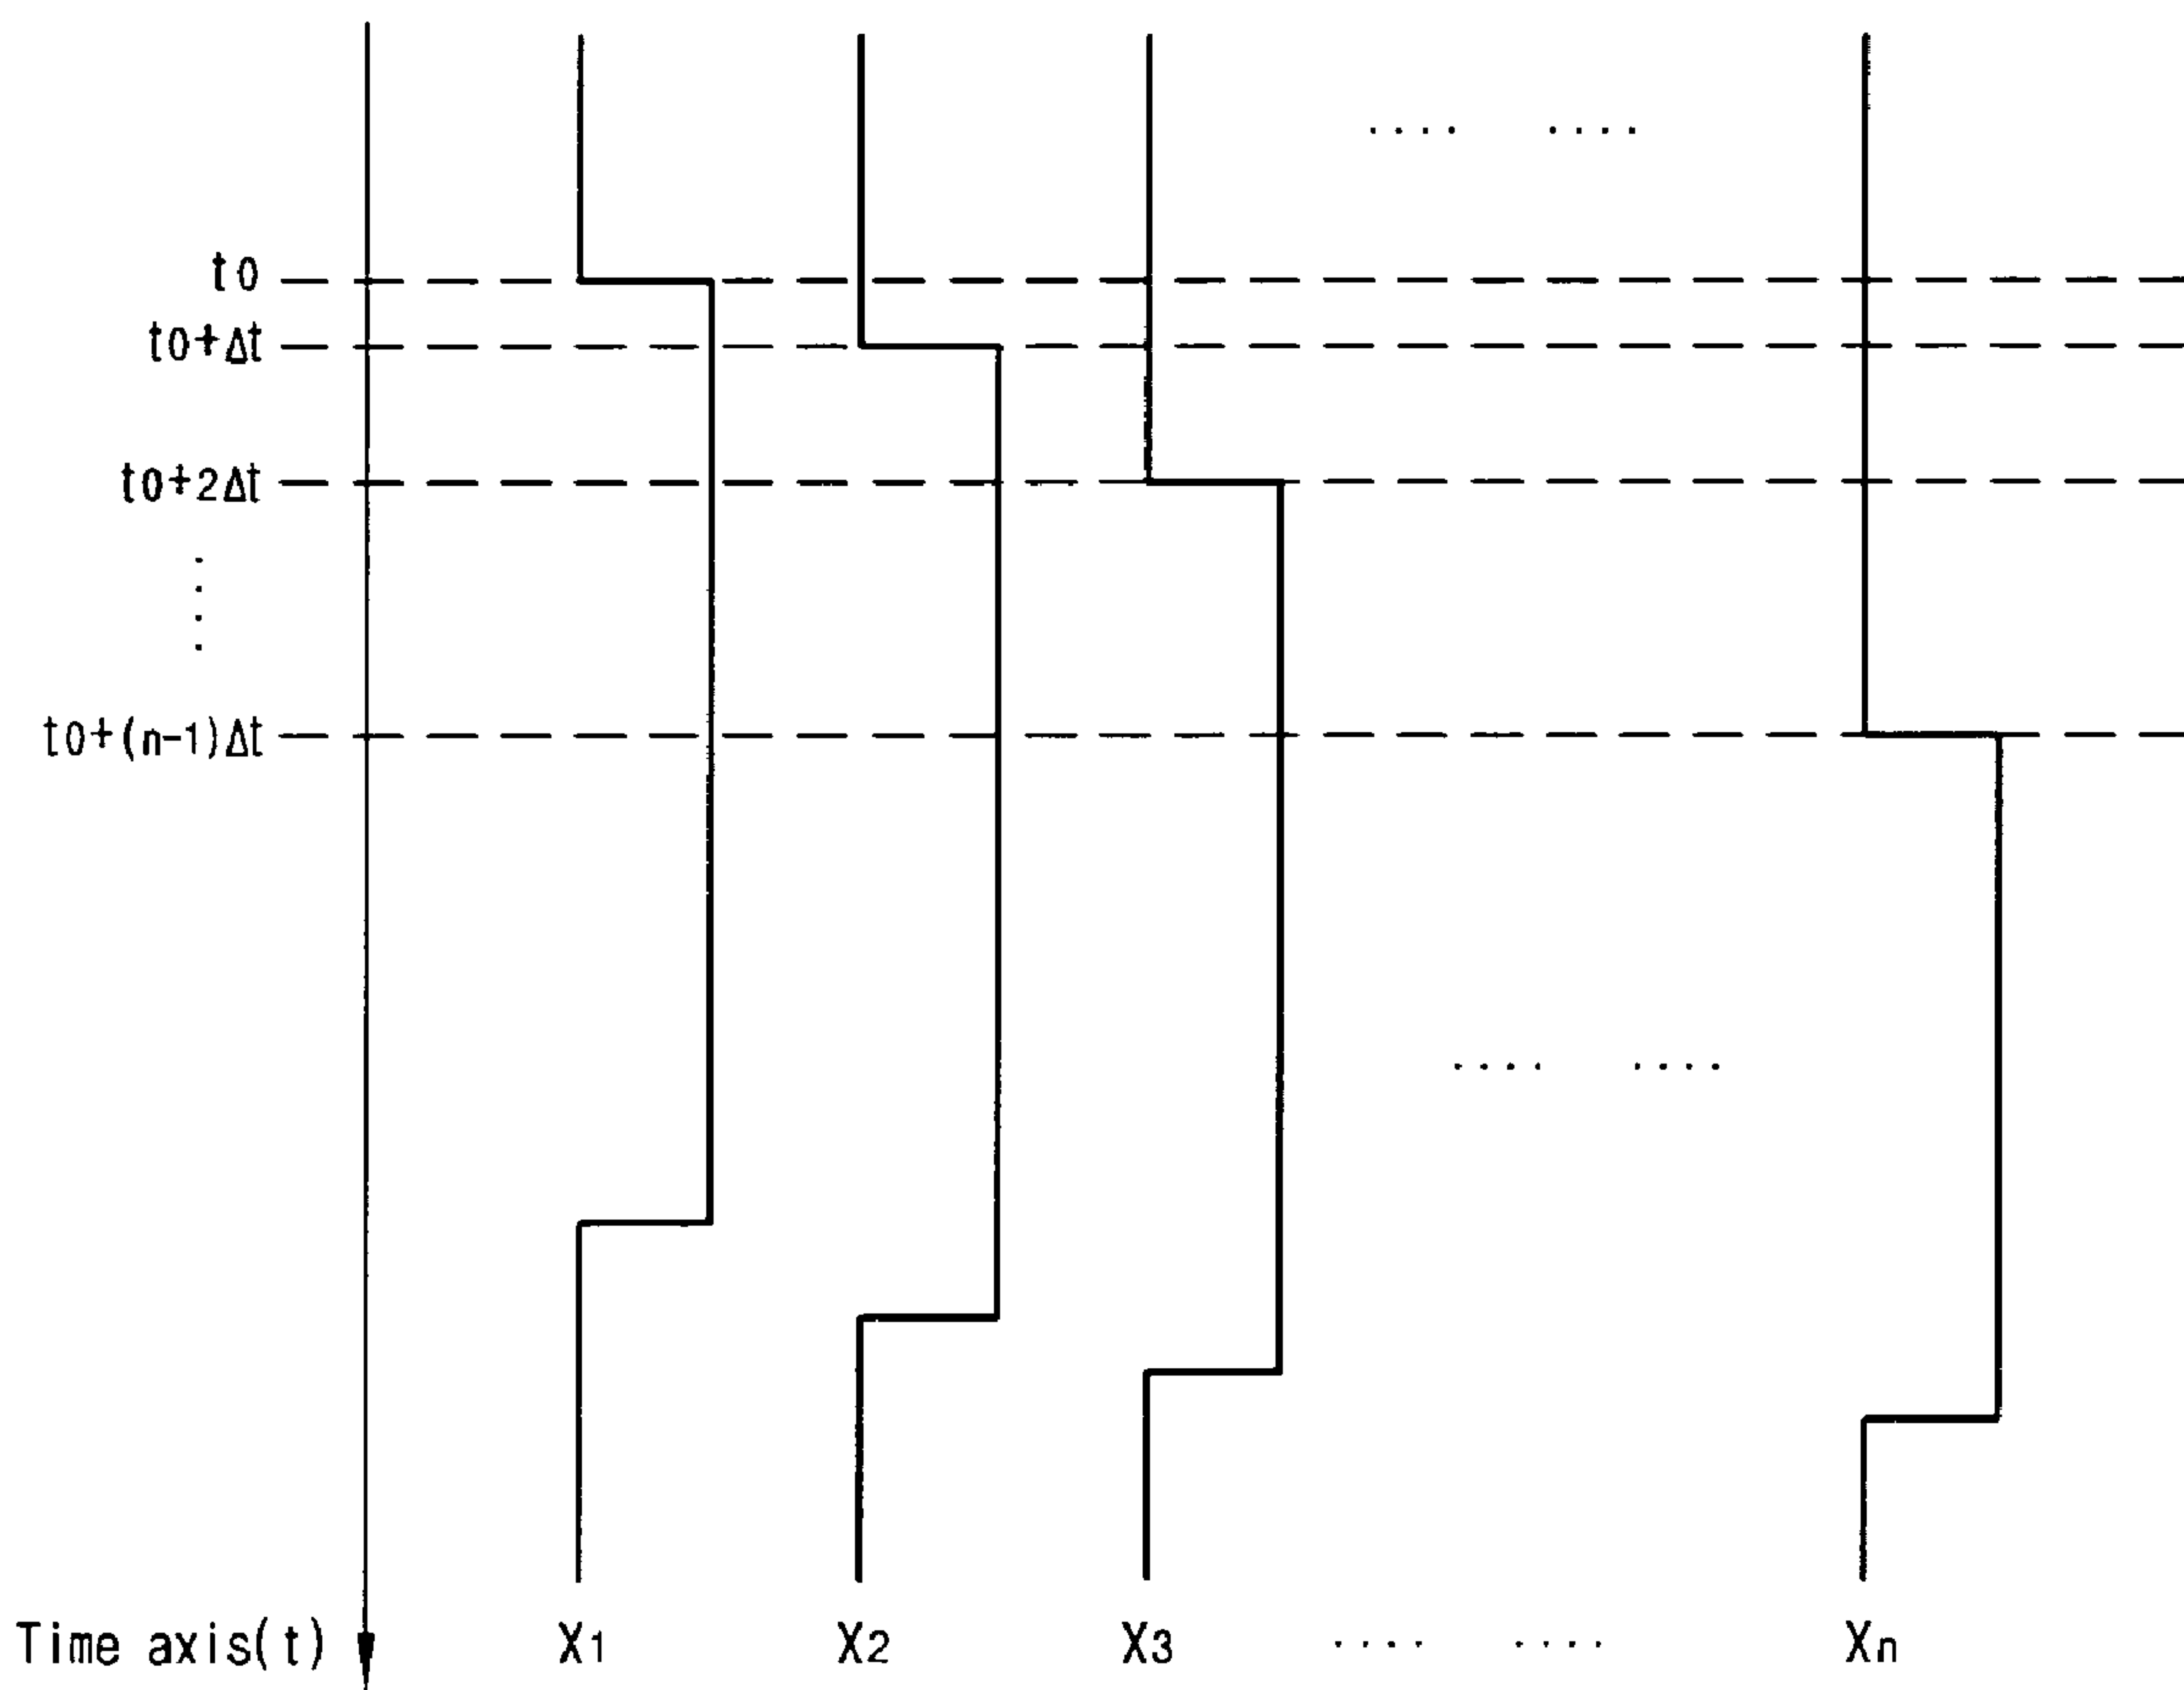 t0
t0+Δt
t0+2Δt
t0+(n-1)Δt
Time axis(t) X1 X2 X3 .... .... Xn